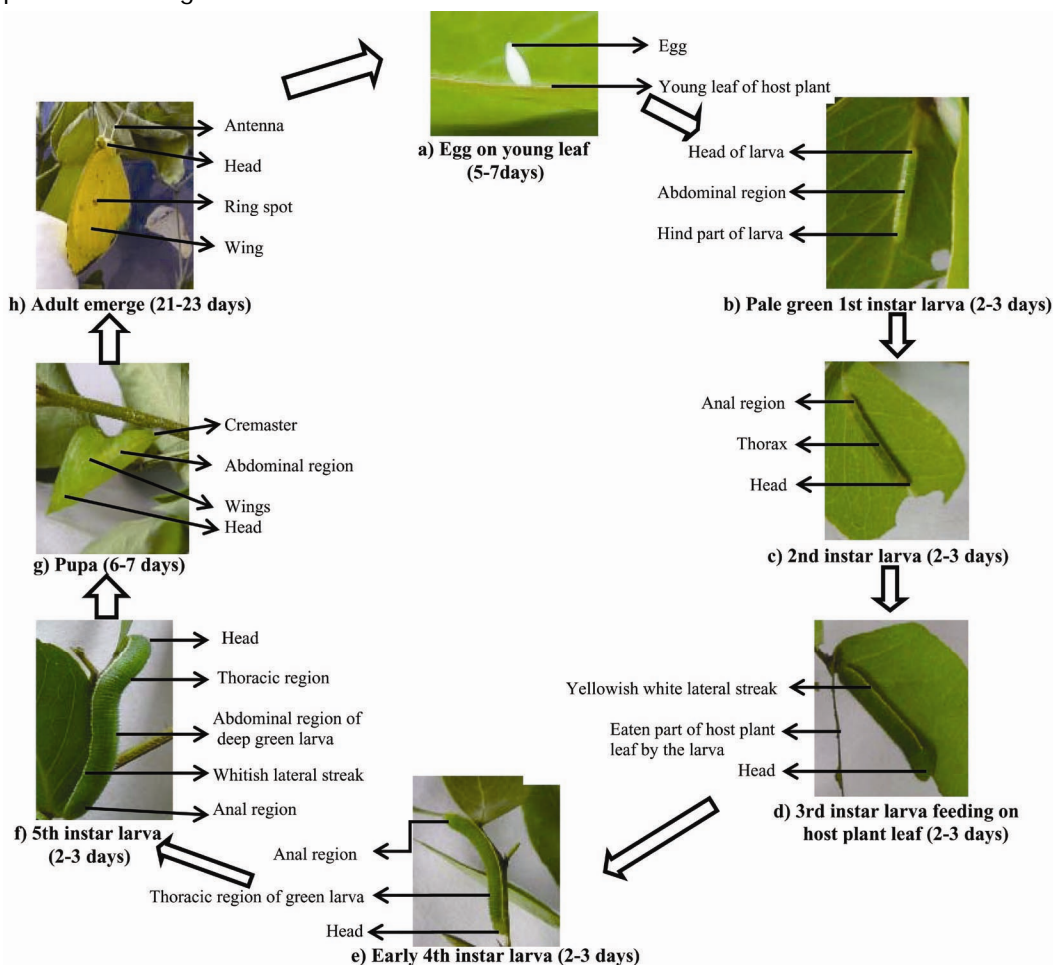 Egg
Young leaf of host plant
a) Egg on young leaf
(5-7days)
Head of larva
Abdominal region
Hind part of larva
b) Pale green 1st instar larva (2-3 days)
Anal region
Thorax
Head
c) 2nd instar larva (2-3 days)
Yellowish white lateral streak
Eaten part of host plant
leaf by the larva
Head
d) 3rd instar larva feeding on
host plant leaf (2-3 days)
Anal region
Thoracic region of green larva
Head
e) Early 4th instar larva (2-3 days)
Head
Thoracic region
Abdominal region of
deep green larva
Whitish lateral streak
Anal region
f) 5th instar larva
(2-3 days)
Cremaster
Abdominal region
Wings
Head
g) Pupa (6-7 days)
Antenna
Head
Ring spot
Wing
h) Adult emerge (21-23 days)